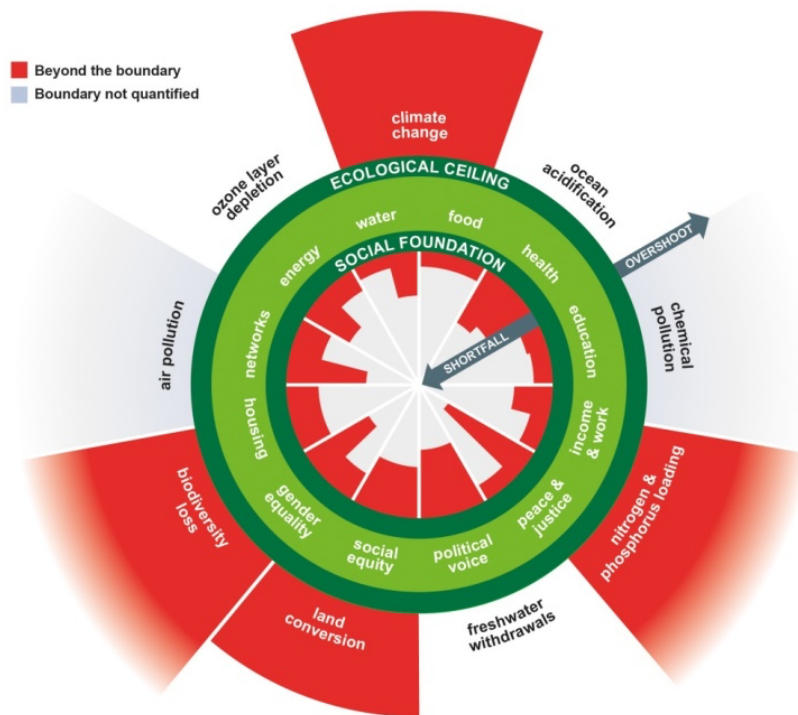 Beyond the boundary
Boundary not quantified
climate
change
ozone layer
depletion
ocean
acidification
ECOLOGICAL CEILING
water
food
energy
health
SOCIAL FOUNDATION
OVERSHOOT
SHORTFALL
air pollution
networks
education
chemical
pollution
housing
income
& work
biodiversity
loss
gender
equality
social
equity
political
voice
peace &
justice
nitrogen &
phosphorus loading
land
conversion
freshwater
withdrawals